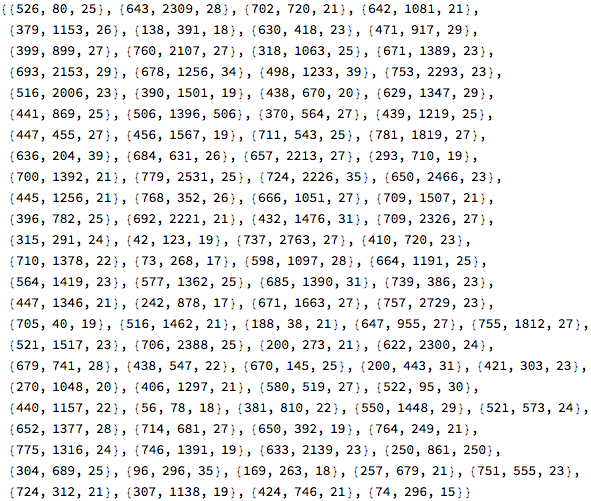 {{526, 80, 25}, {643, 2309, 28}, {702, 720, 21}, {642, 1081, 21},
{379, 1153, 26}, {138, 391, 18}, {630, 418, 23}, {471, 917, 29},
{399, 899, 27}, {760, 2107, 27}, {318, 1063, 25}, {671, 1389, 23},
{693, 2153, 29}, {678, 1256, 34}, {498, 1233, 39}, {753, 2293, 23},
{516, 2006, 23}, {390, 1501, 19}, {438, 670, 20}, {629, 1347, 29},
{441, 869, 25}, {506, 1396, 506}, {370, 564, 27}, {439, 1219, 25},
{447, 455, 27}, {456, 1567, 19}, {711, 543, 25}, {781, 1819, 27},
{636, 204, 39}, {684, 631, 26}, {657, 2213, 27}, {293, 710, 19},
{700, 1392, 21}, {779, 2531, 25}, {724, 2226, 35}, {650, 2466, 23},
{445, 1256, 21}, {768, 352, 26}, {666, 1051, 27}, {709, 1507, 21},
{396, 782, 25}, {692, 2221, 21}, {432, 1476, 31}, {709, 2326, 27},
{315, 291, 24}, {42, 123, 19}, {737, 2763, 27}, {410, 720, 23},
{710, 1378, 22}, {73, 268, 17}, {598, 1097, 28}, {664, 1191, 25},
{564, 1419, 23}, {577, 1362, 25}, {685, 1390, 31}, {739, 386, 23},
{447, 1346, 21}, {242, 878, 17}, {671, 1663, 27}, {757, 2729, 23},
{705, 40, 19}, {516, 1462, 21}, {188, 38, 21}, {647, 955, 27}, {755, 1812, 27},
{521, 1517, 23}, {706, 2388, 25}, {200, 273, 21}, {622, 2300, 24},
{679, 741, 28}, {438, 547, 22}, {670, 145, 25}, {200, 443, 31}, {421, 303, 23},
{270, 1048, 20}, {406, 1297, 21}, {580, 519, 27}, {522, 95, 30},
{440, 1157, 22}, {56, 78, 18}, {381, 810, 22}, {550, 1448, 29}, {521, 573, 24},
{652, 1377, 28}, {714, 681, 27}, {650, 392, 19}, {764, 249, 21},
{775, 1316, 24}, {746, 1391, 19}, {633, 2139, 23}, {250, 861, 250},
{304, 689, 25}, {96, 296, 35}, {169, 263, 18}, {257, 679, 21}, {751, 555, 23},
{724, 312, 21}, {307, 1138, 19}, {424, 746, 21}, {74, 296, 15}}